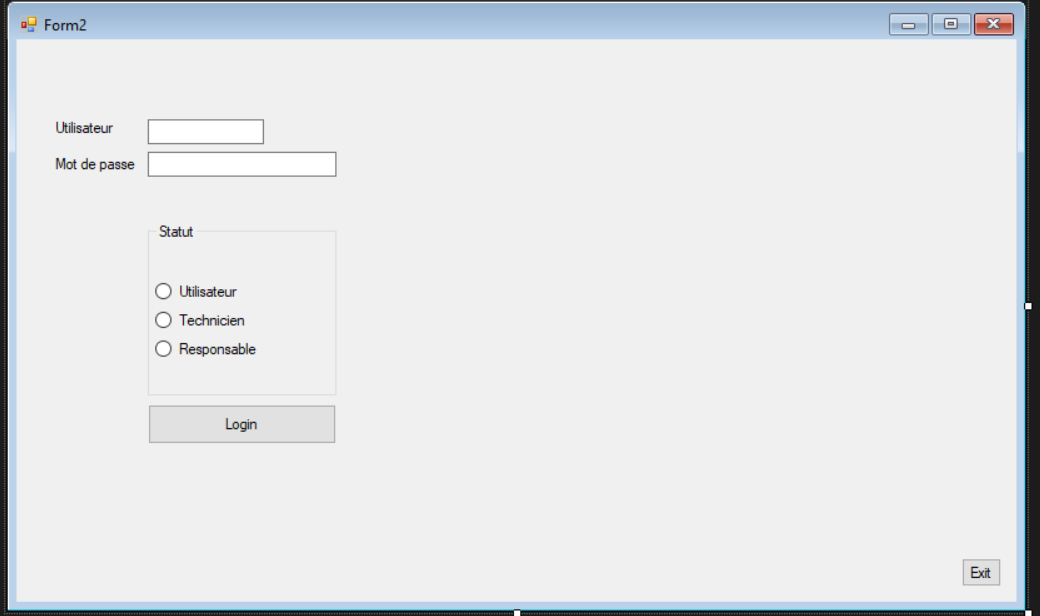 Form2
Utilisateur
Mot de passe
Statut
Utilisateur
Technicien
Responsable
Login
Exit